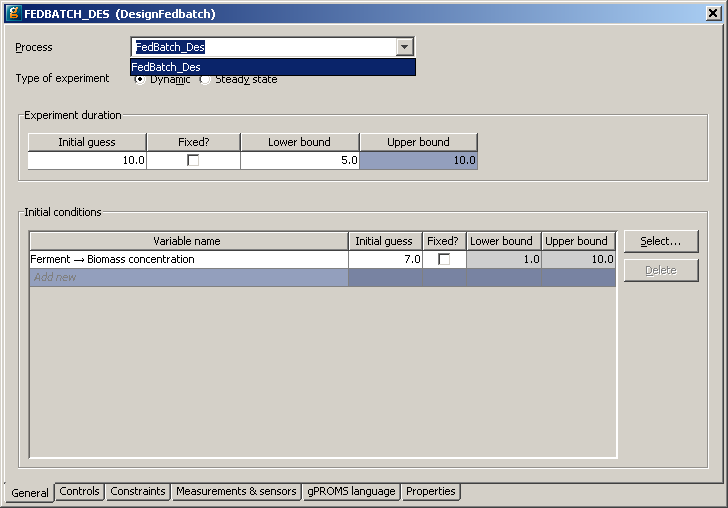 FEDBATCH_DES (DesignFedbatch)
Process FedBatch_Des
FedBatch_Des
Type of experiment Dynamic Steady state
Experiment duration
Initial guess Fixed? Lower bound Upper bound
10.0 5.0 10.0
Initial conditions
Variable name Initial guess Fixed? Lower bound Upper bound Select...
Ferment → Biomass concentration 7.0 1.0 10.0
Add new Delete
General Controls Constraints Measurements & sensors gPROMS language Properties